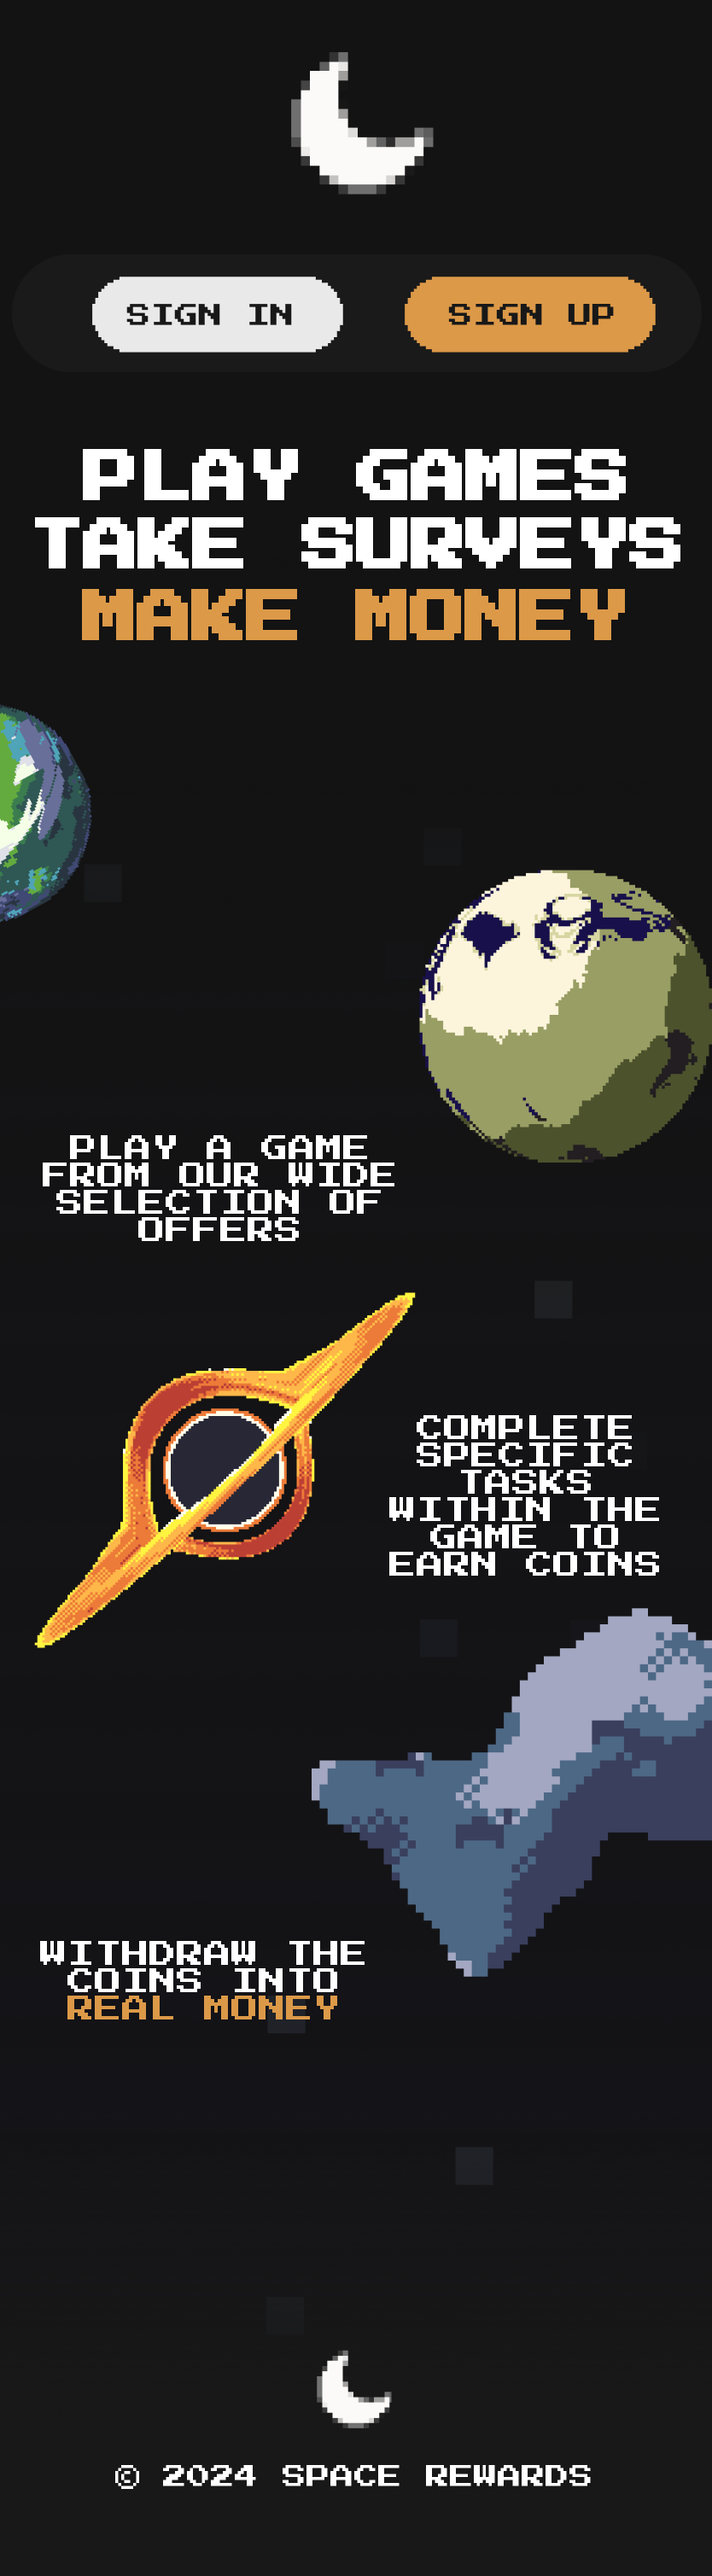 SIGN IN
SIGN UP
PLAY GAMES
TAKE SURVEYS
MAKE MONEY
PLAY A GAME
FROM OUR WIDE
SELECTION OF
OFFERS
COMPLETE
SPECIFIC
TASKS
WITHIN THE
GAME TO
EARN COINS
WITHDRAW THE
COINS INTO
REAL MONEY
© 2024 SPACE REWARDS